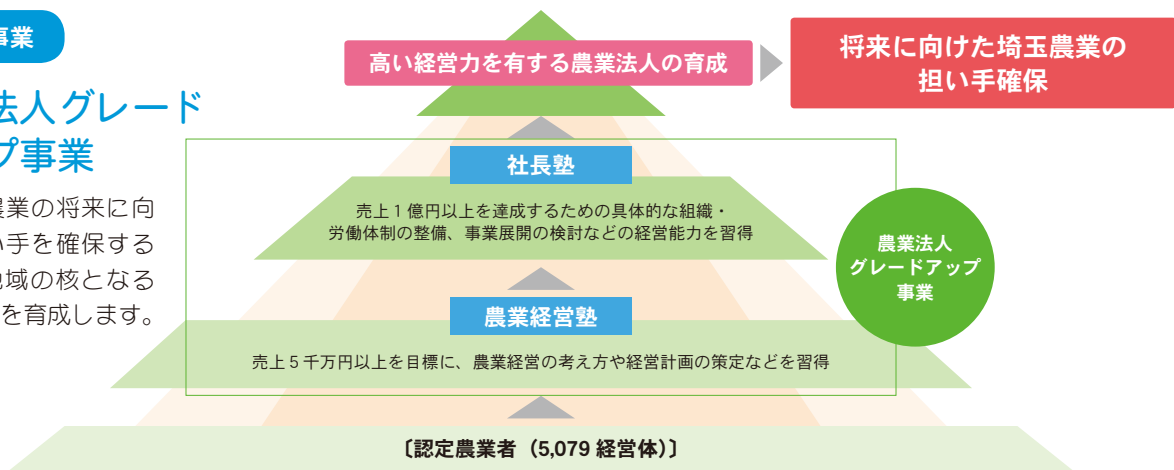 事業
法人グレード
プ事業
農業の将来に向
い手を確保する
地域の核となる
を育成します。
高い経営力を有する農業法人の育成
将来に向けた埼玉農業の
担い手確保
社長塾
売上1億円以上を達成するための具体的な組織・
労働体制の整備、事業展開の検討などの経営能力を習得
農業法人
グレードアップ
事業
農業経営塾
売上5千万円以上を目標に、農業経営の考え方や経営計画の策定などを習得
〔認定農業者(5,079 経営体)〕